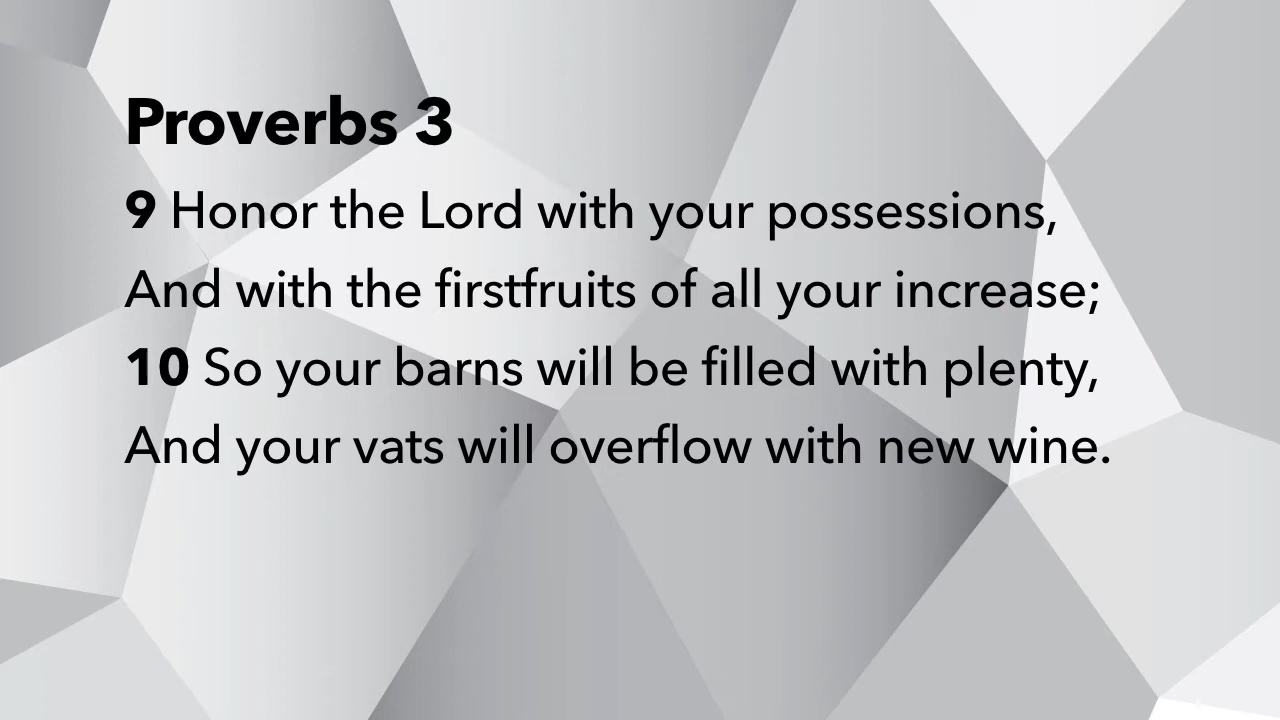 Proverbs 3
9 Honor the Lord with your possessions,
And with the firstfruits of all your increase;
10 So your barns will be filled with plenty,
And your vats will overflow with new wine.